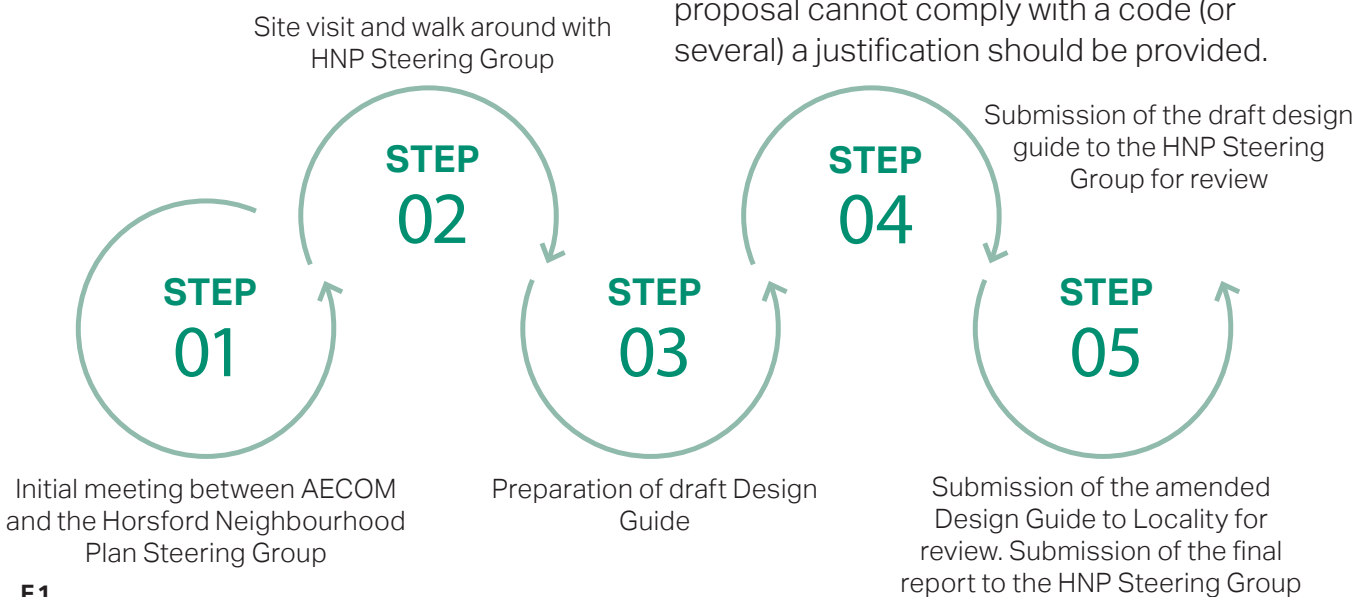 proposal cannot comply with a code (or
several) a justification should be provided.
Site visit and walk around with
HNP Steering Group
STEP
01
Initial meeting between AECOM
and the Horsford Neighbourhood
Plan Steering Group
STEP
02
STEP
03
Preparation of draft Design
Guide
STEP
04
Submission of the draft design
guide to the HNP Steering
Group for review
STEP
05
Submission of the amended
Design Guide to Locality for
review. Submission of the final
report to the HNP Steering Group